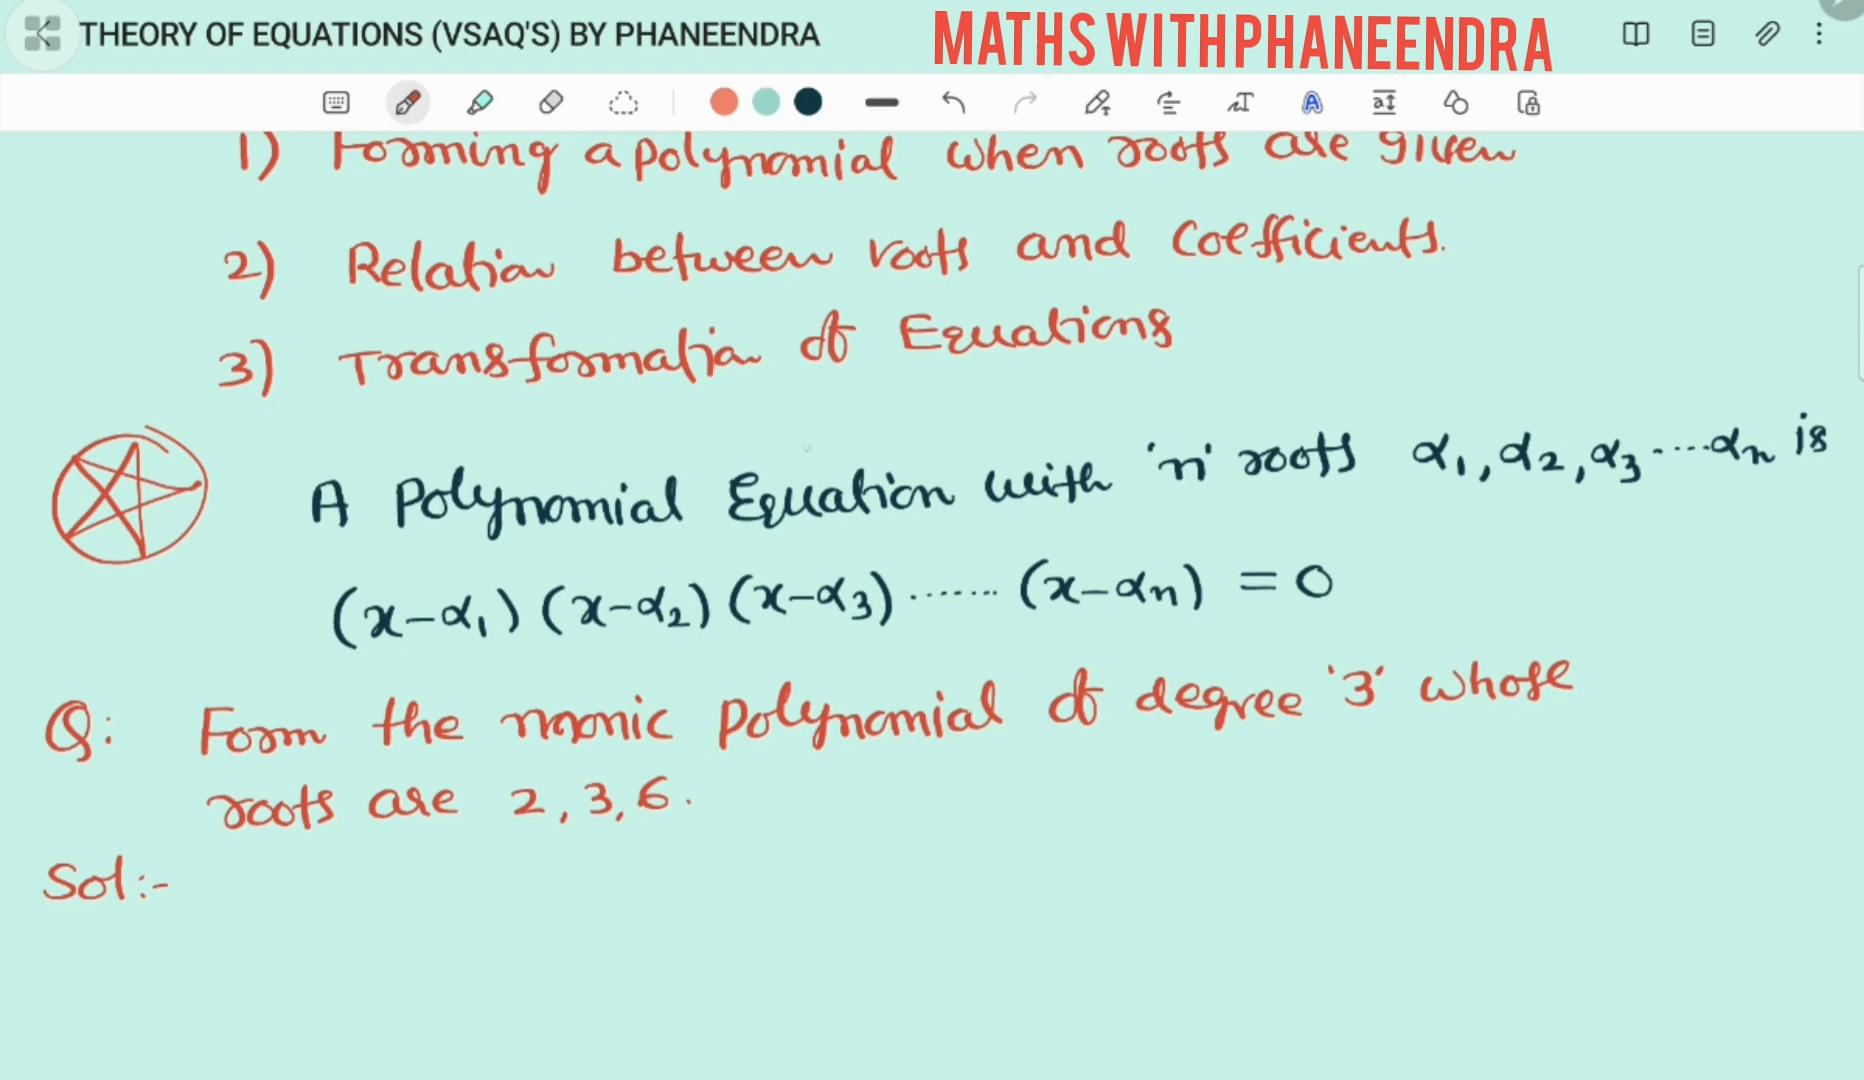 THEORY OF EQUATIONS (VSAQ'S) BY PHANEENDRA
MATHS WITH PHANEENDRA
1) Forming a polynomial when roots are given
2) Relation between roots and Coefficients.
3) Transformation of Equations
A Polynomial Equation with 'n' roots α₁, α₂, α₃ ..... αₙ is
(x-α₁) (x-α₂) (x-α₃) ....... (x-αₙ) = 0
Q: Form the monic polynomial of degree '3' whose
roots are 2, 3, 6.
Sol:-